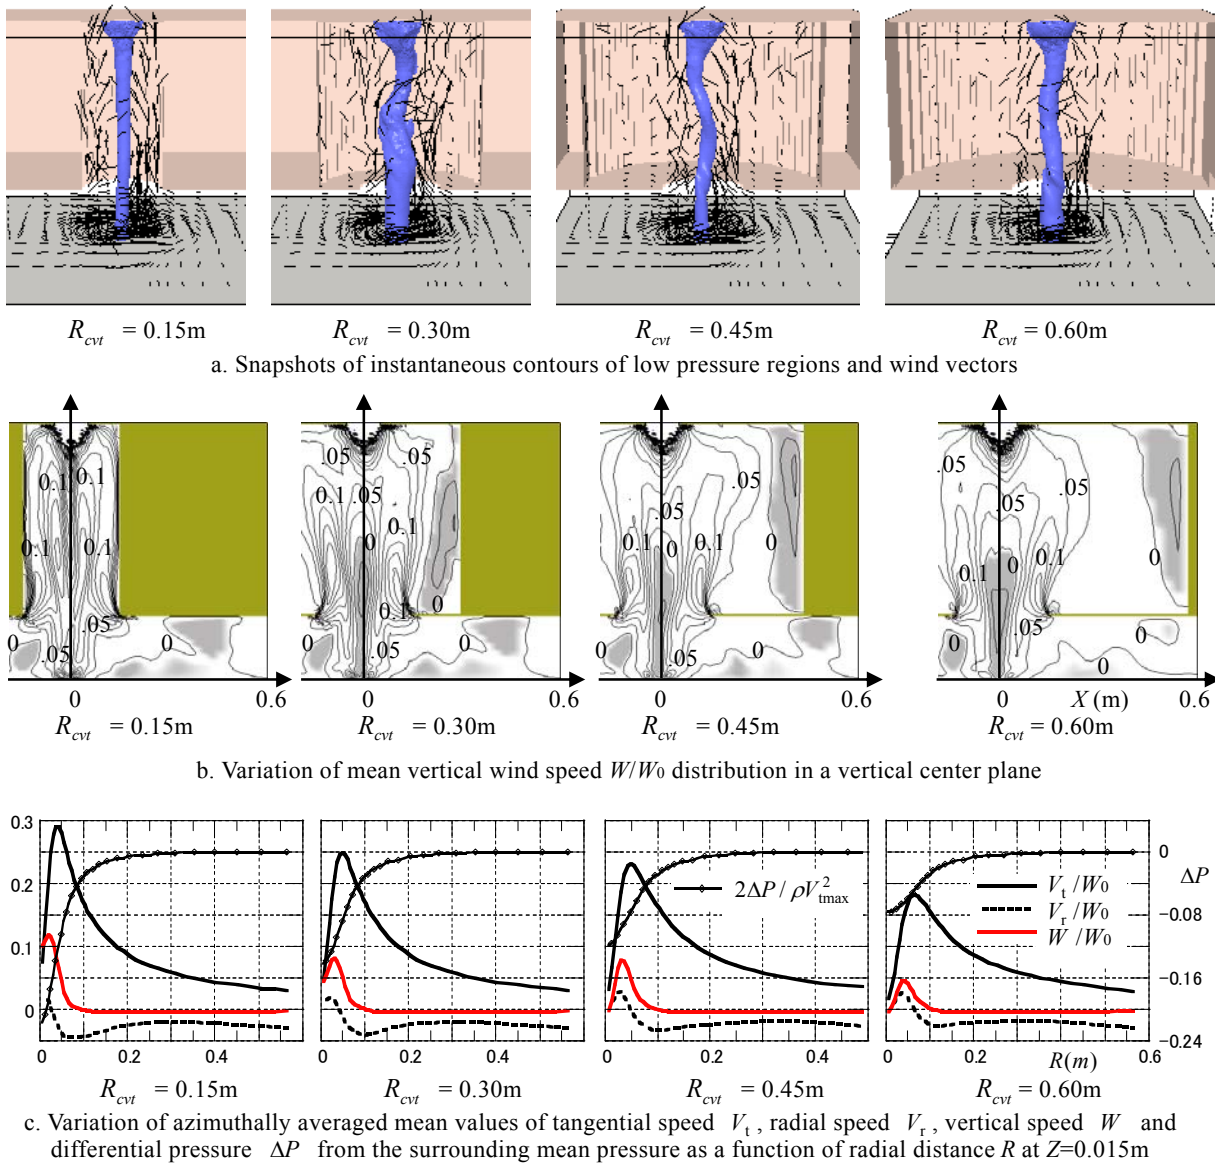 R_cvt = 0.15m
R_cvt = 0.30m
R_cvt = 0.45m
R_cvt = 0.60m
a. Snapshots of instantaneous contours of low pressure regions and wind vectors
0.1 0.1 0.1 0.1 .05 .05 0 0
0 0.6
R_cvt = 0.15m
.05 .05 0.1 .05 0.1 0 0.1 0 .05 0
0 0.6
R_cvt = 0.30m
.05 .05 .05 0.1 0.1 0 0 .05 0
0 0.6
R_cvt = 0.45m
.05 .05 0 0.1 0.1 0 .05 0 0 0
0 X (m) 0.6
R_cvt = 0.60m
b. Variation of mean vertical wind speed W/W₀ distribution in a vertical center plane
0.3
0.2
0.1
0
0 0.2 0.4
R_cvt = 0.15m
0 0.2 0.4
R_cvt = 0.30m
2ΔP / ρV²_tmax
0 0.2 0.4
R_cvt = 0.45m
V_t /W₀
V_r /W₀
W /W₀
0
ΔP
−0.08
−0.16
−0.24
0 0.2 0.4 R(m) 0.6
R_cvt = 0.60m
c. Variation of azimuthally averaged mean values of tangential speed V_t , radial speed V_r , vertical speed W and
differential pressure ΔP from the surrounding mean pressure as a function of radial distance R at Z=0.015m